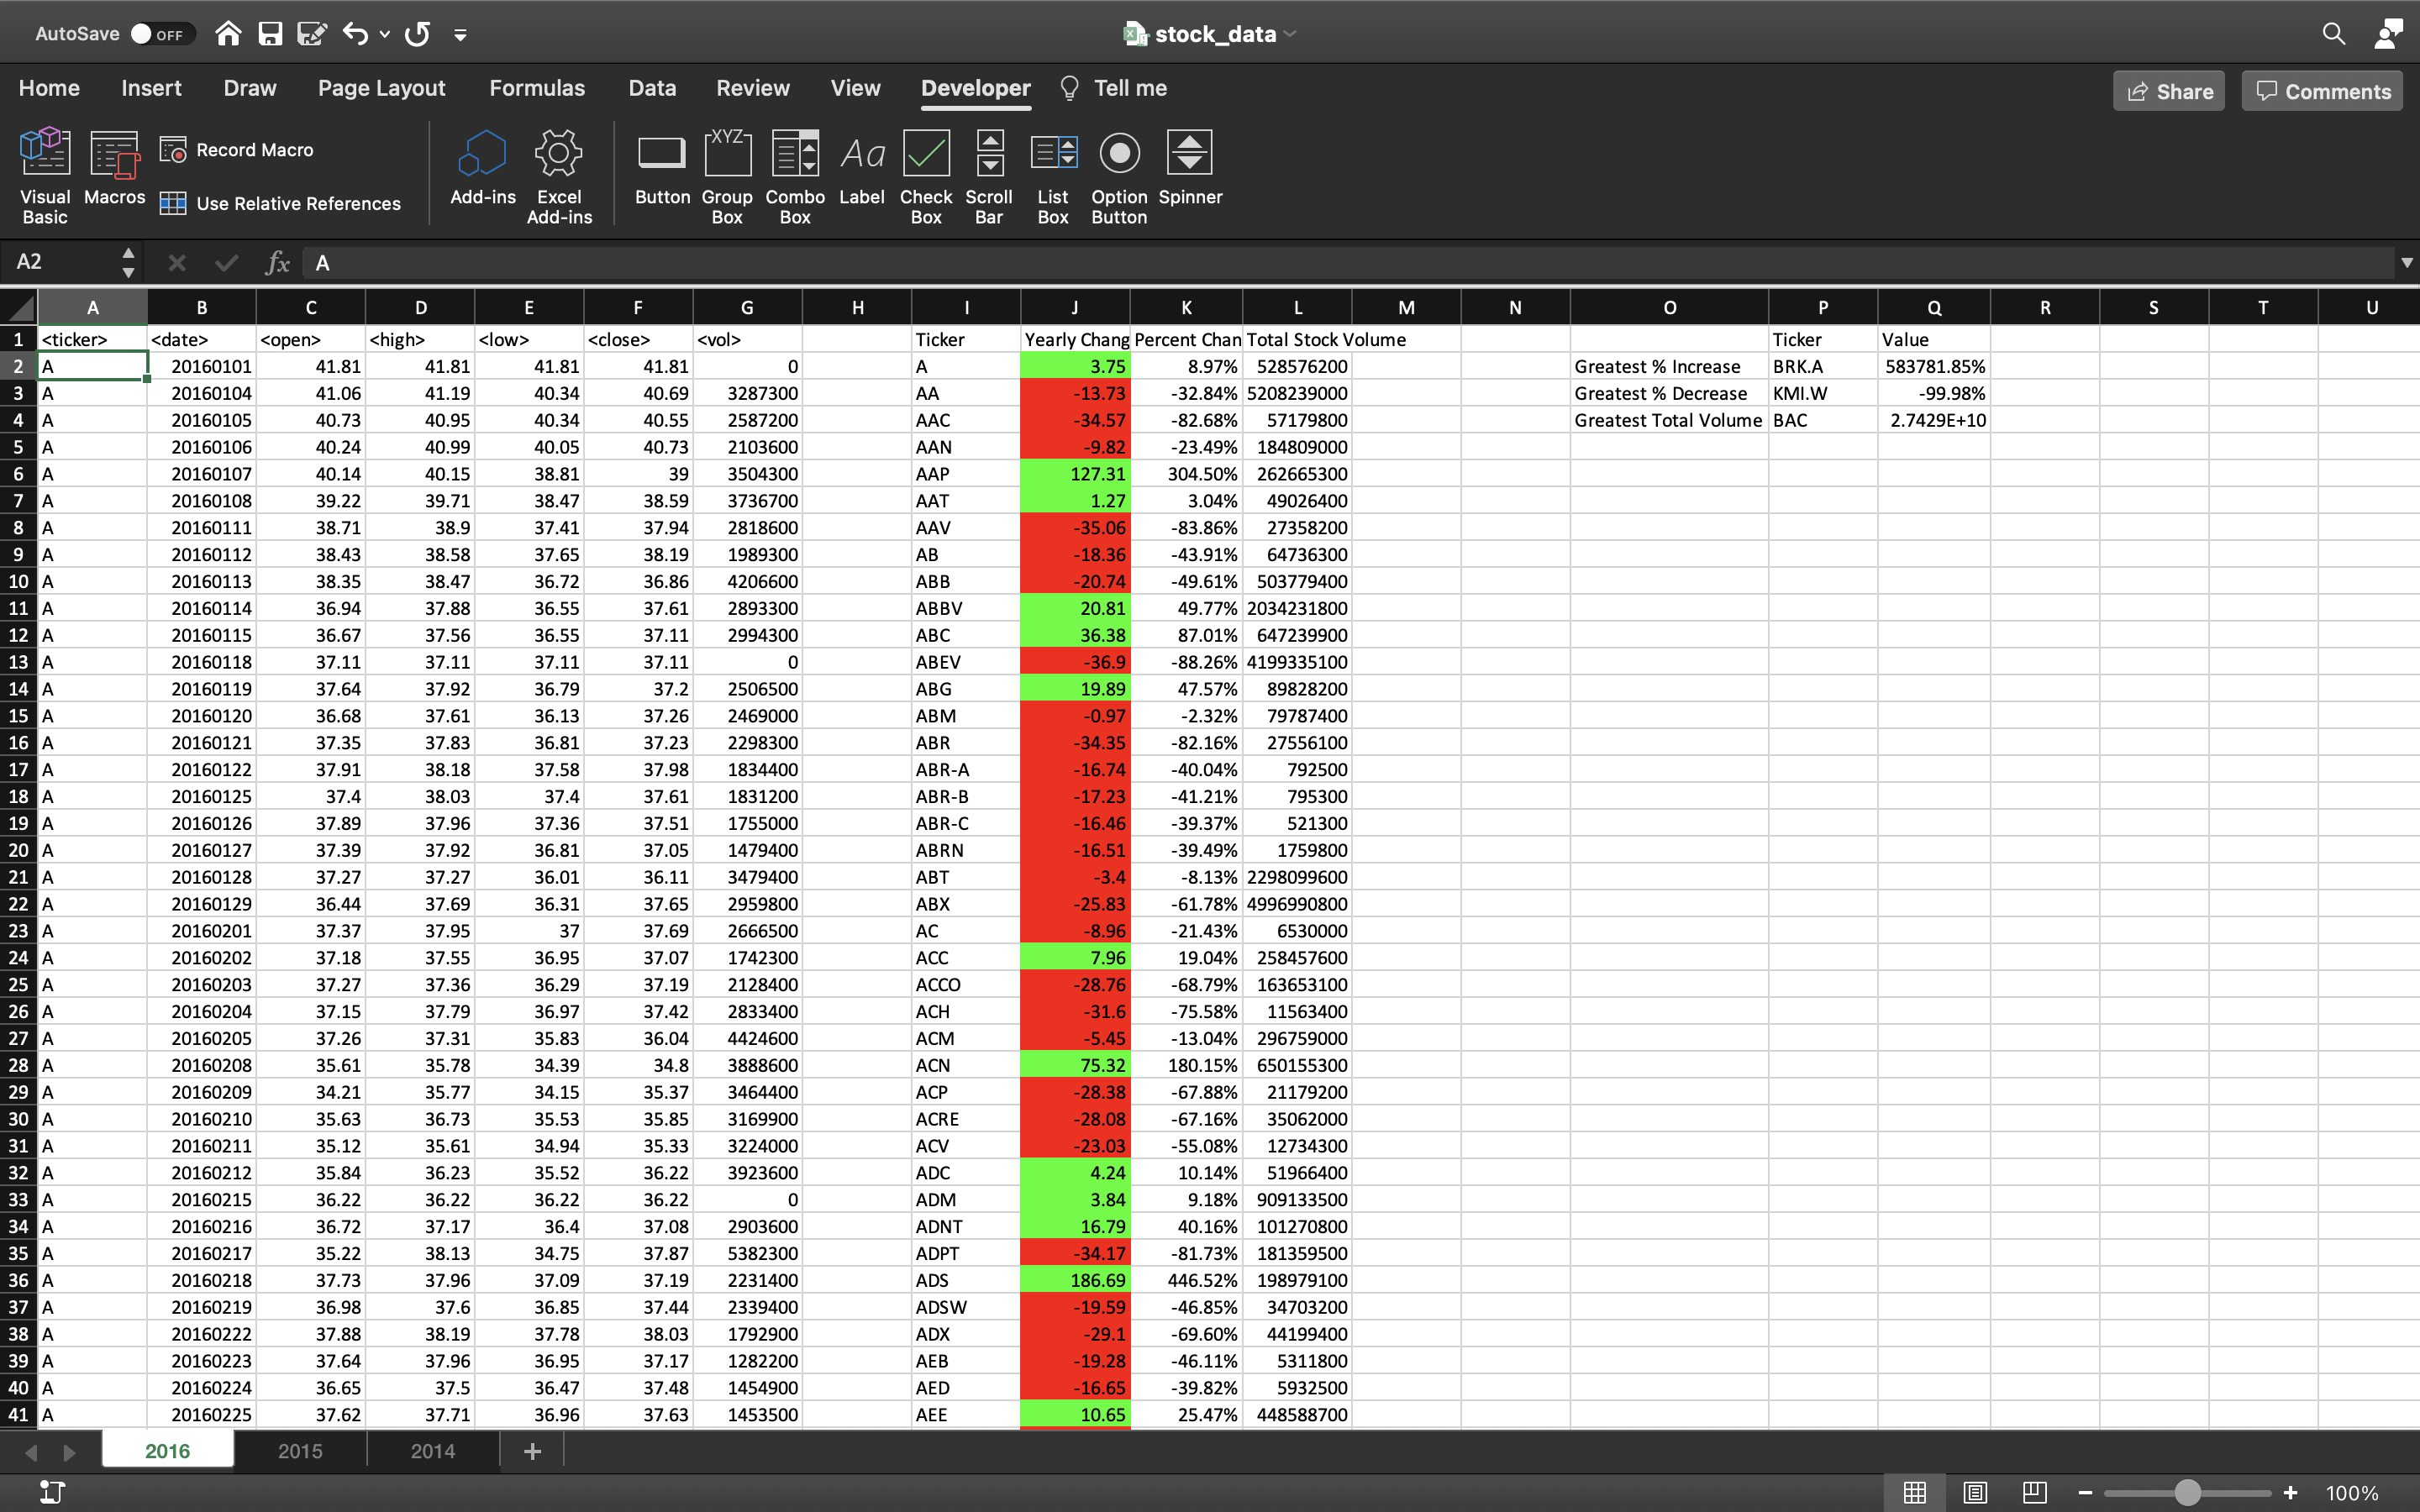 AutoSave OFF stock_data
Home Insert Draw Page Layout Formulas Data Review View Developer Tell me Share Comments
Visual Basic Macros Record Macro Use Relative References Add-ins Excel Add-ins Button XYZ Group Box Combo Box Aa Label Check Box Scroll Bar List Box Option Button Spinner
A2 fx A
A B C D E F G H I J K L M N O P Q R S T U
1 <ticker> <date> <open> <high> <low> <close> <vol> Ticker Yearly Chang Percent Chan Total Stock Volume Ticker Value
2 A 20160101 41.81 41.81 41.81 41.81 0 A 3.75 8.97% 528576200 Greatest % Increase BRK.A 583781.85%
3 A 20160104 41.06 41.19 40.34 40.69 3287300 AA -13.73 -32.84% 5208239000 Greatest % Decrease KMI.W -99.98%
4 A 20160105 40.73 40.95 40.34 40.55 2587200 AAC -34.57 -82.68% 57179800 Greatest Total Volume BAC 2.7429E+10
5 A 20160106 40.24 40.99 40.05 40.73 2103600 AAN -9.82 -23.49% 184809000
6 A 20160107 40.14 40.15 38.81 39 3504300 AAP 127.31 304.50% 262665300
7 A 20160108 39.22 39.71 38.47 38.59 3736700 AAT 1.27 3.04% 49026400
8 A 20160111 38.71 38.9 37.41 37.94 2818600 AAV -35.06 -83.86% 27358200
9 A 20160112 38.43 38.58 37.65 38.19 1989300 AB -18.36 -43.91% 64736300
10 A 20160113 38.35 38.47 36.72 36.86 4206600 ABB -20.74 -49.61% 503779400
11 A 20160114 36.94 37.88 36.55 37.61 2893300 ABBV 20.81 49.77% 2034231800
12 A 20160115 36.67 37.56 36.55 37.11 2994300 ABC 36.38 87.01% 647239900
13 A 20160118 37.11 37.11 37.11 37.11 0 ABEV -36.9 -88.26% 4199335100
14 A 20160119 37.64 37.92 36.79 37.2 2506500 ABG 19.89 47.57% 89828200
15 A 20160120 36.68 37.61 36.13 37.26 2469000 ABM -0.97 -2.32% 79787400
16 A 20160121 37.35 37.83 36.81 37.23 2298300 ABR -34.35 -82.16% 27556100
17 A 20160122 37.91 38.18 37.58 37.98 1834400 ABR-A -16.74 -40.04% 792500
18 A 20160125 37.4 38.03 37.4 37.61 1831200 ABR-B -17.23 -41.21% 795300
19 A 20160126 37.89 37.96 37.36 37.51 1755000 ABR-C -16.46 -39.37% 521300
20 A 20160127 37.39 37.92 36.81 37.05 1479400 ABRN -16.51 -39.49% 1759800
21 A 20160128 37.27 37.27 36.01 36.11 3479400 ABT -3.4 -8.13% 2298099600
22 A 20160129 36.44 37.69 36.31 37.65 2959800 ABX -25.83 -61.78% 4996990800
23 A 20160201 37.37 37.95 37 37.69 2666500 AC -8.96 -21.43% 6530000
24 A 20160202 37.18 37.55 36.95 37.07 1742300 ACC 7.96 19.04% 258457600
25 A 20160203 37.27 37.36 36.29 37.19 2128400 ACCO -28.76 -68.79% 163653100
26 A 20160204 37.15 37.79 36.97 37.42 2833400 ACH -31.6 -75.58% 11563400
27 A 20160205 37.26 37.31 35.83 36.04 4424600 ACM -5.45 -13.04% 296759000
28 A 20160208 35.61 35.78 34.39 34.8 3888600 ACN 75.32 180.15% 650155300
29 A 20160209 34.21 35.77 34.15 35.37 3464400 ACP -28.38 -67.88% 21179200
30 A 20160210 35.63 36.73 35.53 35.85 3169900 ACRE -28.08 -67.16% 35062000
31 A 20160211 35.12 35.61 34.94 35.33 3224000 ACV -23.03 -55.08% 12734300
32 A 20160212 35.84 36.23 35.52 36.22 3923600 ADC 4.24 10.14% 51966400
33 A 20160215 36.22 36.22 36.22 36.22 0 ADM 3.84 9.18% 909133500
34 A 20160216 36.72 37.17 36.4 37.08 2903600 ADNT 16.79 40.16% 101270800
35 A 20160217 35.22 38.13 34.75 37.87 5382300 ADPT -34.17 -81.73% 181359500
36 A 20160218 37.73 37.96 37.09 37.19 2231400 ADS 186.69 446.52% 198979100
37 A 20160219 36.98 37.6 36.85 37.44 2339400 ADSW -19.59 -46.85% 34703200
38 A 20160222 37.88 38.19 37.78 38.03 1792900 ADX -29.1 -69.60% 44199400
39 A 20160223 37.64 37.96 36.95 37.17 1282200 AEB -19.28 -46.11% 5311800
40 A 20160224 36.65 37.5 36.47 37.48 1454900 AED -16.65 -39.82% 5932500
41 A 20160225 37.62 37.71 36.96 37.63 1453500 AEE 10.65 25.47% 448588700
2016 2015 2014 +
100%